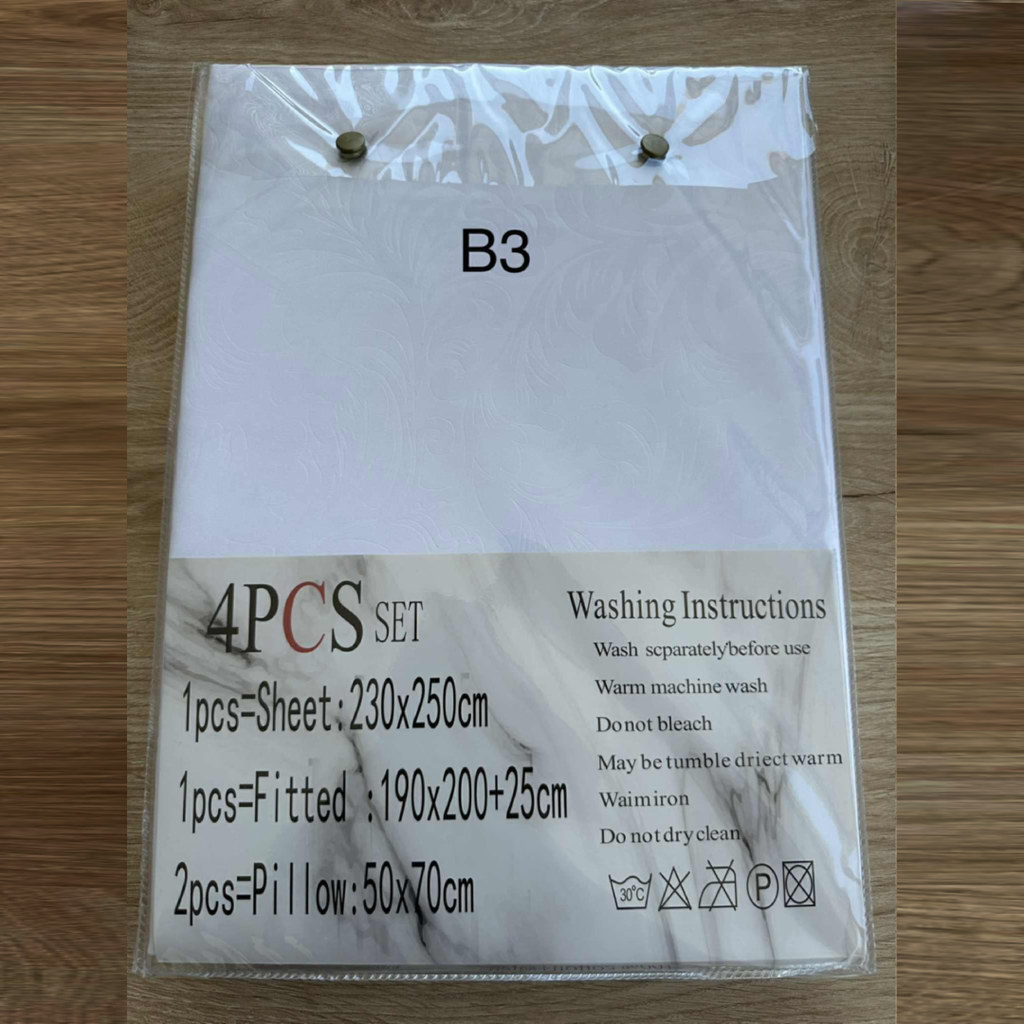 B3
4PCS SET
1pcs=Sheet:230x250cm
1pcs=Fitted :190x200+25cm
2pcs=Pillow:50x70cm
Washing Instructions
Wash scparately'before use
Warm machine wash
Do not bleach
May be tumble driect warm
Waim iron
Do not dry clean
30°C
P